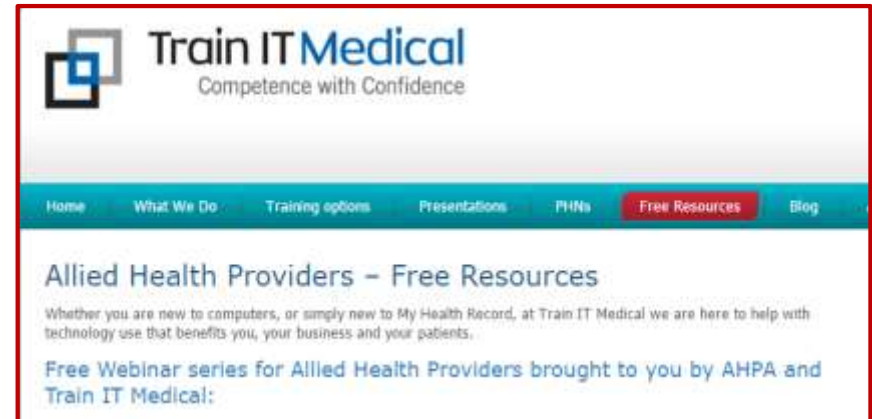 Train IT Medical
Competence with Confidence
Home What We Do Training options Presentations PHNs Free Resources Blog
Allied Health Providers – Free Resources
Whether you are new to computers, or simply new to My Health Record, at Train IT Medical we are here to help with
technology use that benefits you, your business and your patients.
Free Webinar series for Allied Health Providers brought to you by AHPA and
Train IT Medical: